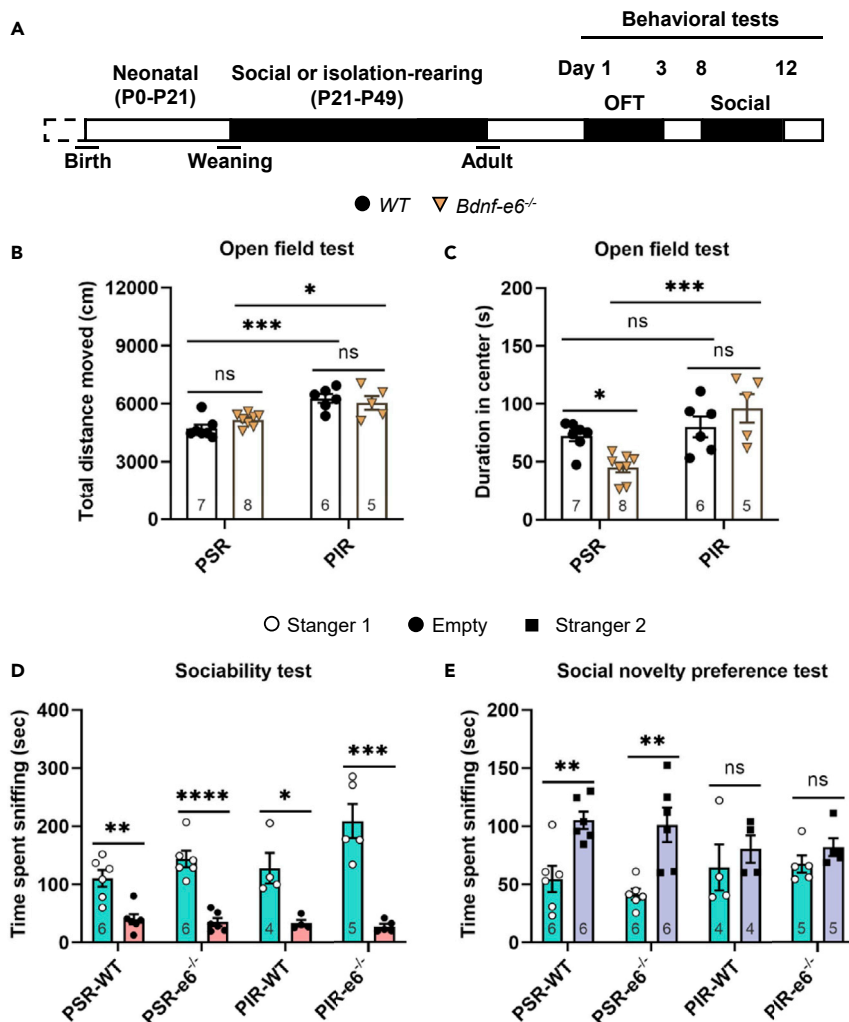 A
Behavioral tests
Neonatal
(P0-P21)
Social or isolation-rearing
(P21-P49)
Day 1 3 8 12
OFT Social
Birth Weaning Adult
WT Bdnf-e6-/-
B
Open field test
Total distance moved (cm)
12000
9000
6000
3000
0
*
***
ns ns
7 8 6 5
PSR PIR
C
Open field test
Duration in center (s)
200
150
100
50
0
***
ns
* ns
7 8 6 5
PSR PIR
Stanger 1 Empty Stranger 2
D
Sociability test
Time spent sniffing (sec)
400
300
200
100
0
** **** * ***
6 6 4 5
PSR-WT PSR-e6-/- PIR-WT PIR-e6-/-
E
Social novelty preference test
Time spent sniffing (sec)
200
150
100
50
0
** ** ns ns
6 6 6 6 4 4 5 5
PSR-WT PSR-e6-/- PIR-WT PIR-e6-/-